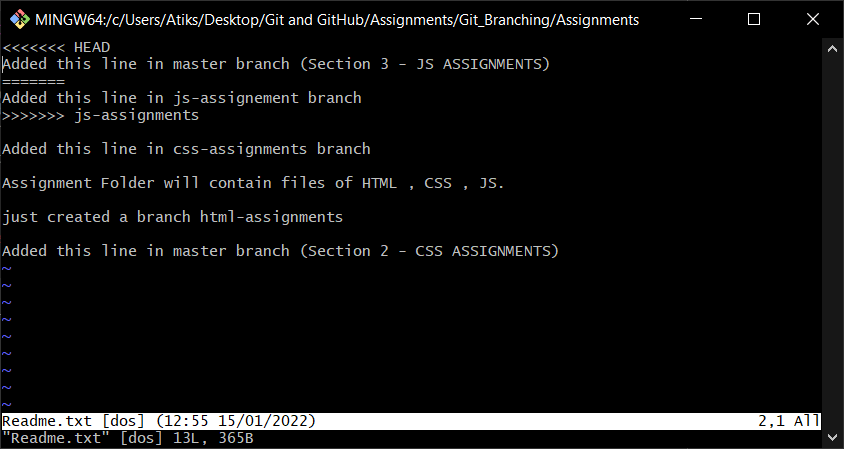 MINGW64:/c/Users/Atiks/Desktop/Git and GitHub/Assignments/Git_Branching/Assignments
<<<<<<< HEAD
Added this line in master branch (Section 3 - JS ASSIGNMENTS)
=======
Added this line in js-assignement branch
>>>>>>> js-assignments
Added this line in css-assignments branch
Assignment Folder will contain files of HTML , CSS , JS.
just created a branch html-assignments
Added this line in master branch (Section 2 - CSS ASSIGNMENTS)
~
~
~
~
~
~
~
~
~
Readme.txt [dos] (12:55 15/01/2022) 2,1 All
"Readme.txt" [dos] 13L, 365B